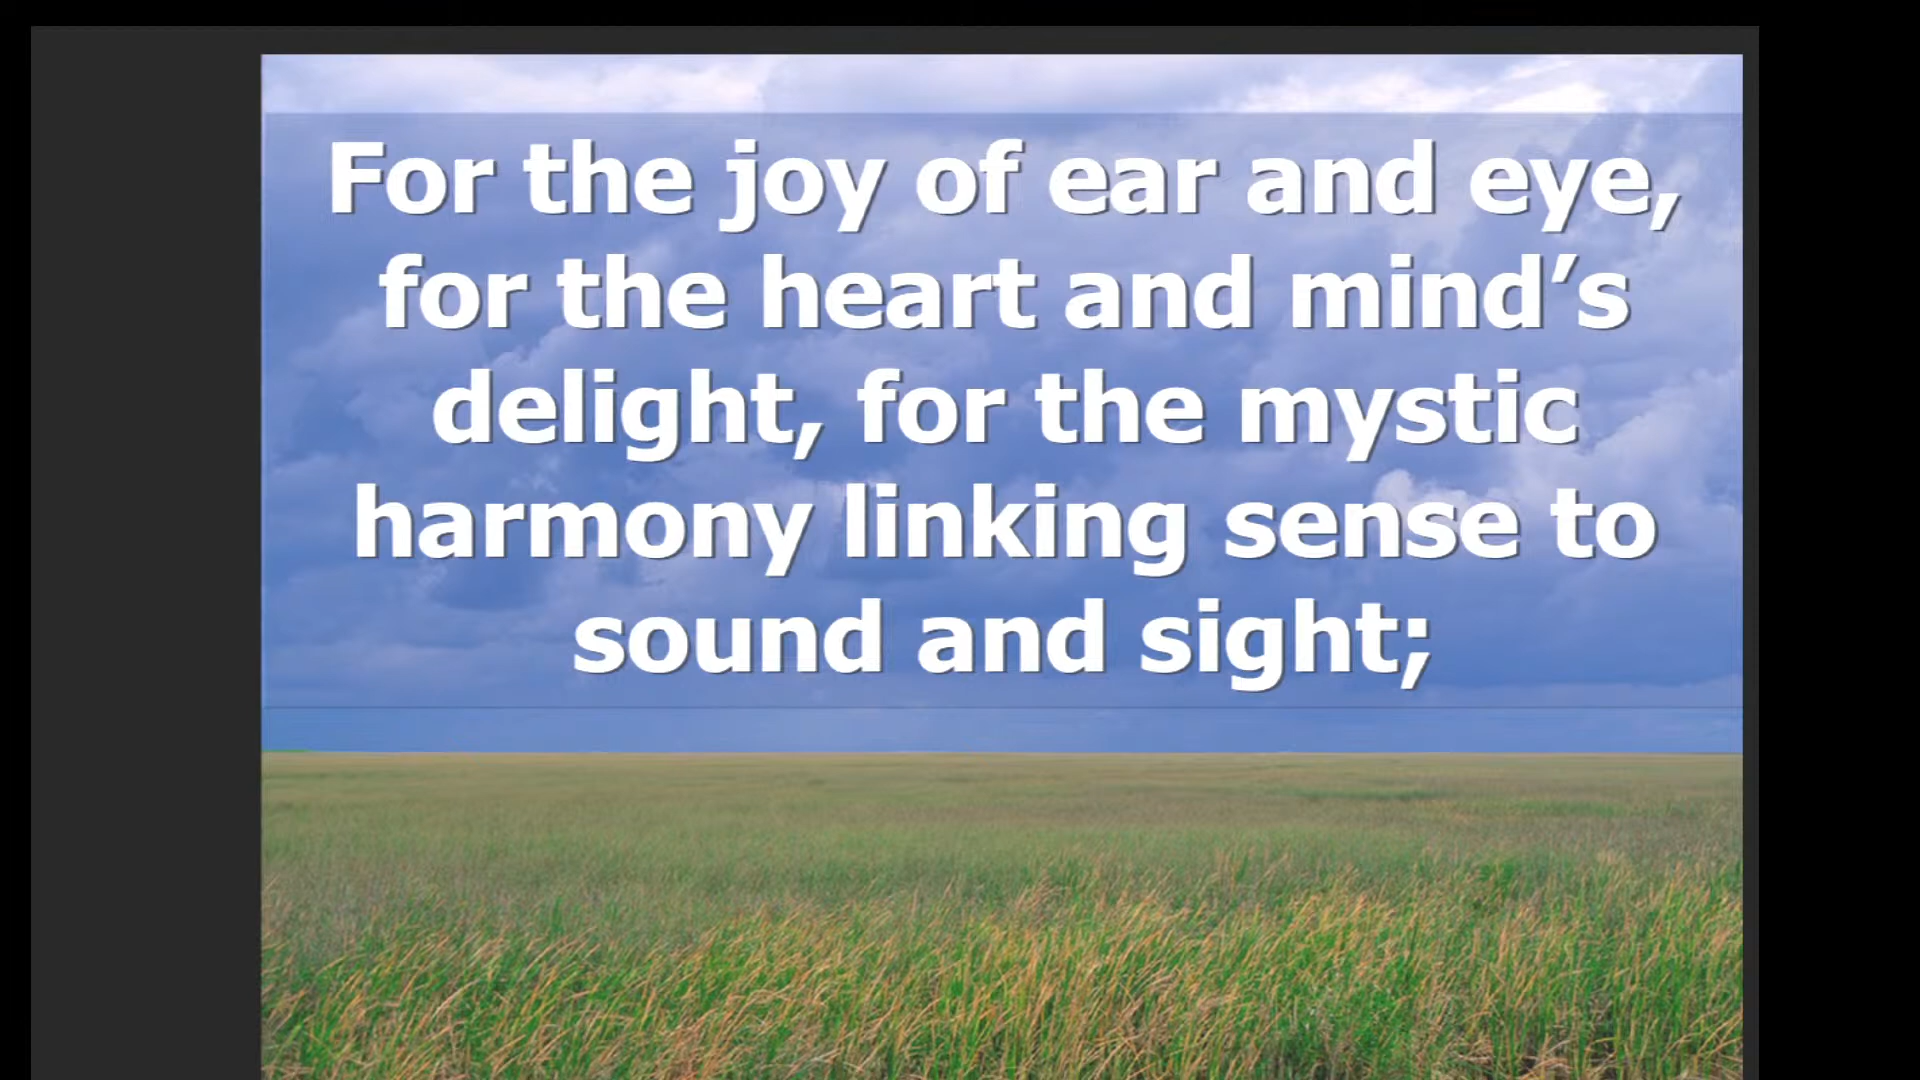 For the joy of ear and eye,
for the heart and mind’s
delight, for the mystic
harmony linking sense to
sound and sight;